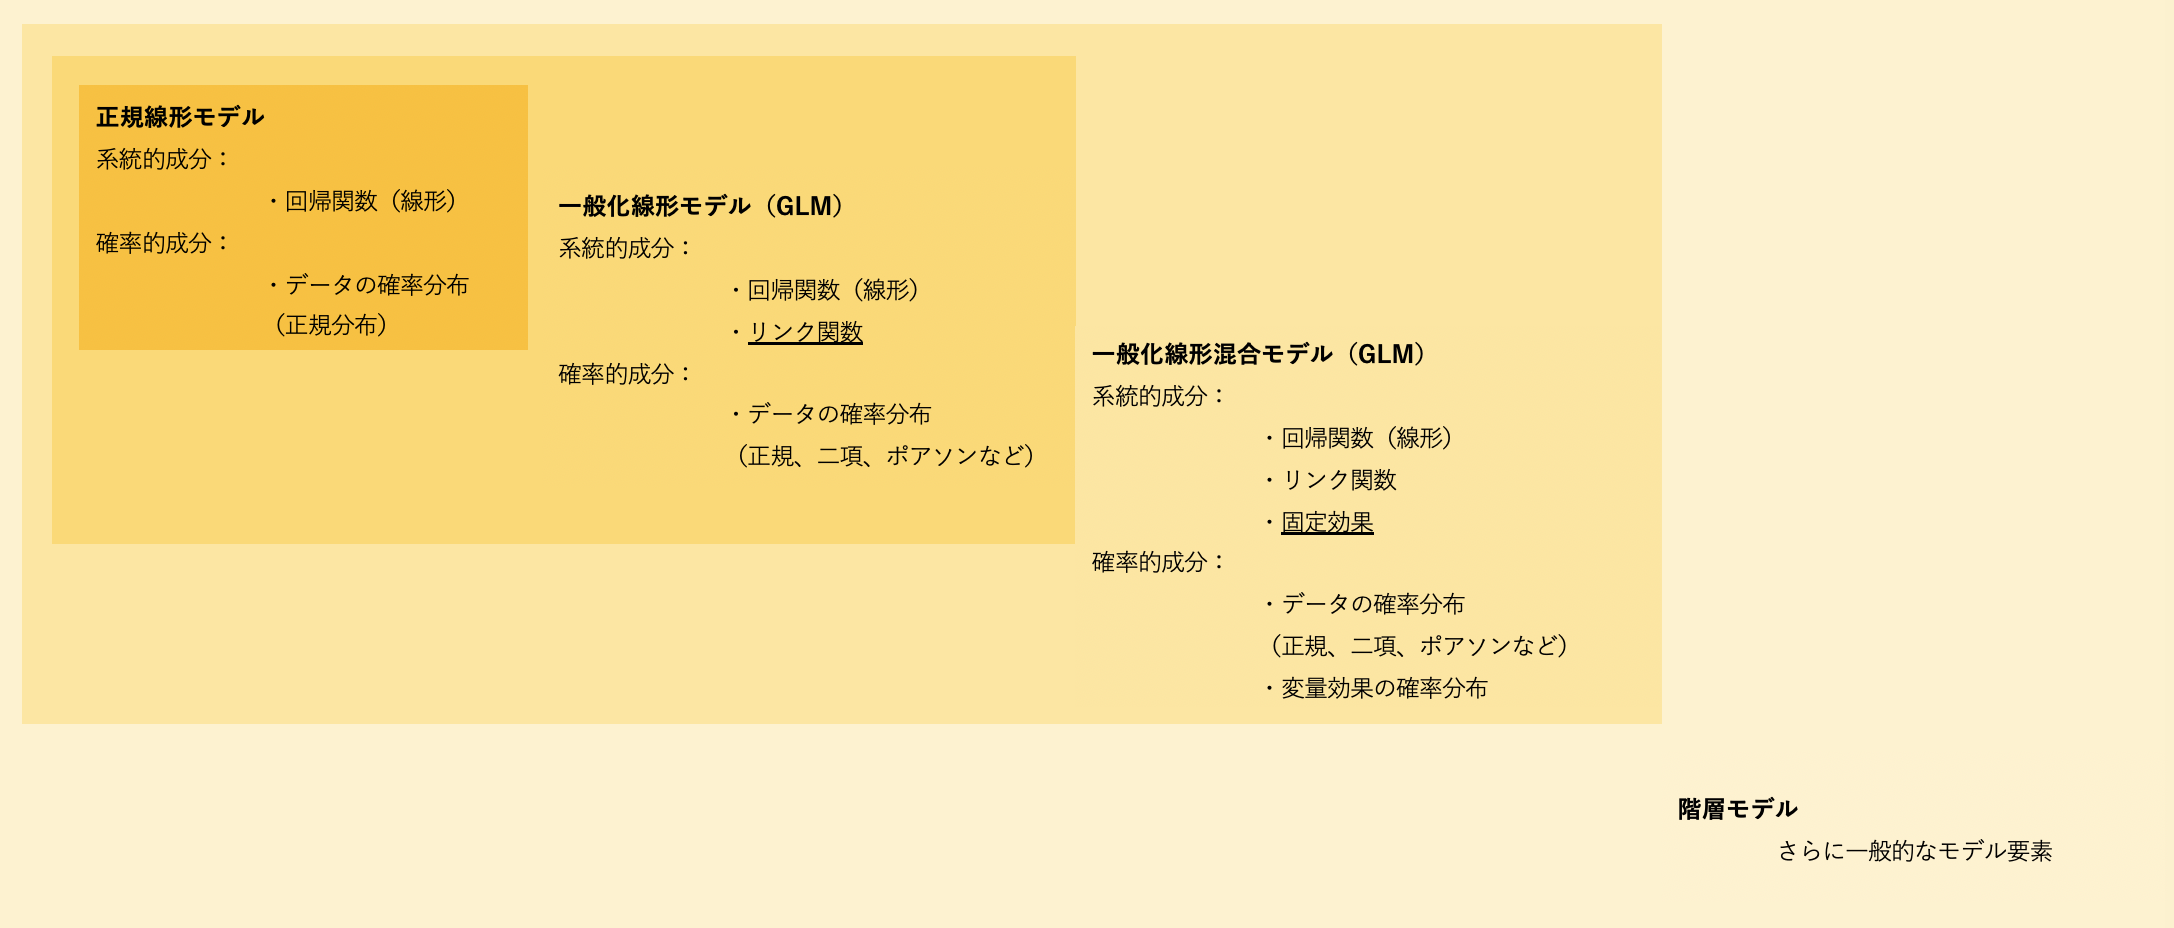 正規線形モデル
系統的成分：
・回帰関数（線形）
確率的成分：
・データの確率分布
（正規分布）
一般化線形モデル（GLM）
系統的成分：
・回帰関数（線形）
・リンク関数
確率的成分：
・データの確率分布
（正規、二項、ポアソンなど）
一般化線形混合モデル（GLM）
系統的成分：
・回帰関数（線形）
・リンク関数
・固定効果
確率的成分：
・データの確率分布
（正規、二項、ポアソンなど）
・変量効果の確率分布
階層モデル
さらに一般的なモデル要素